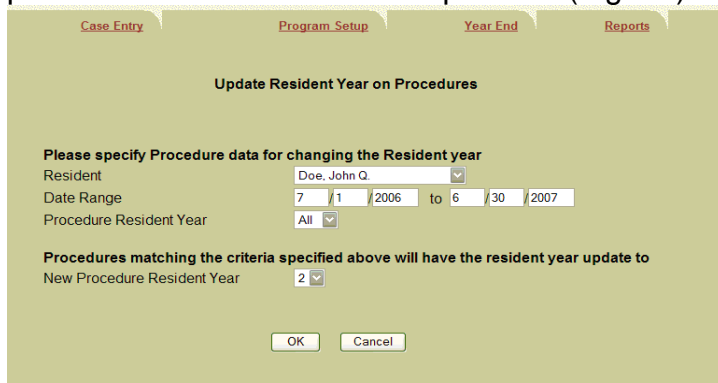 Case Entry Program Setup Year End Reports
Update Resident Year on Procedures
Please specify Procedure data for changing the Resident year
Resident Doe, John Q.
Date Range 7 / 1 / 2006 to 6 / 30 / 2007
Procedure Resident Year All
Procedures matching the criteria specified above will have the resident year update to
New Procedure Resident Year 2
OK Cancel